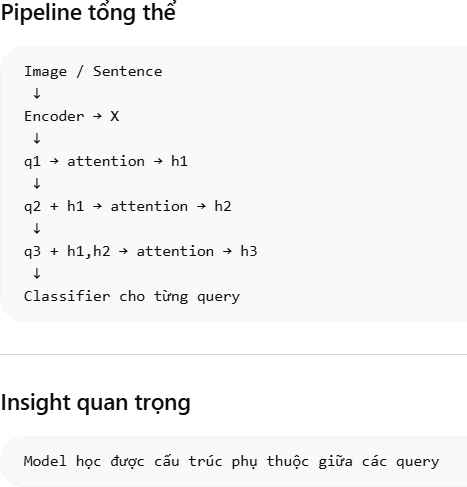 Pipeline tổng thể
Image / Sentence
↓
Encoder → X
↓
q1 → attention → h1
↓
q2 + h1 → attention → h2
↓
q3 + h1,h2 → attention → h3
↓
Classifier cho từng query
Insight quan trọng
Model học được cấu trúc phụ thuộc giữa các query